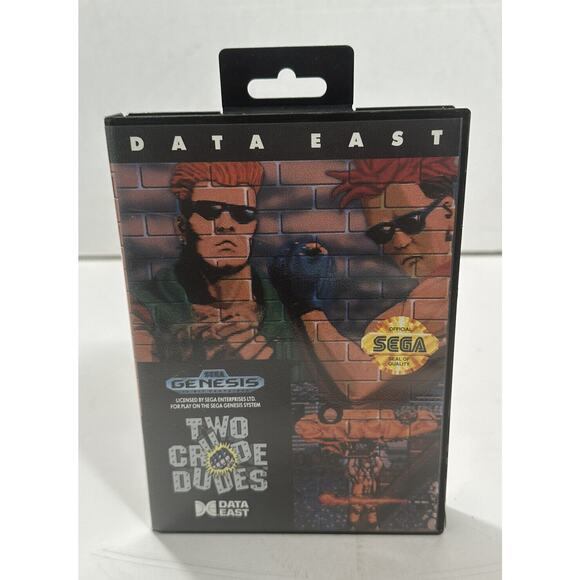 DATA EAST
SEGA
GENESIS
LICENSED BY SEGA ENTERPRISES LTD.
FOR PLAY ON THE SEGA GENESIS SYSTEM
OFFICIAL
SEGA
SEAL OF
QUALITY
TWO
CRUDE
DUDES
DATA
EAST